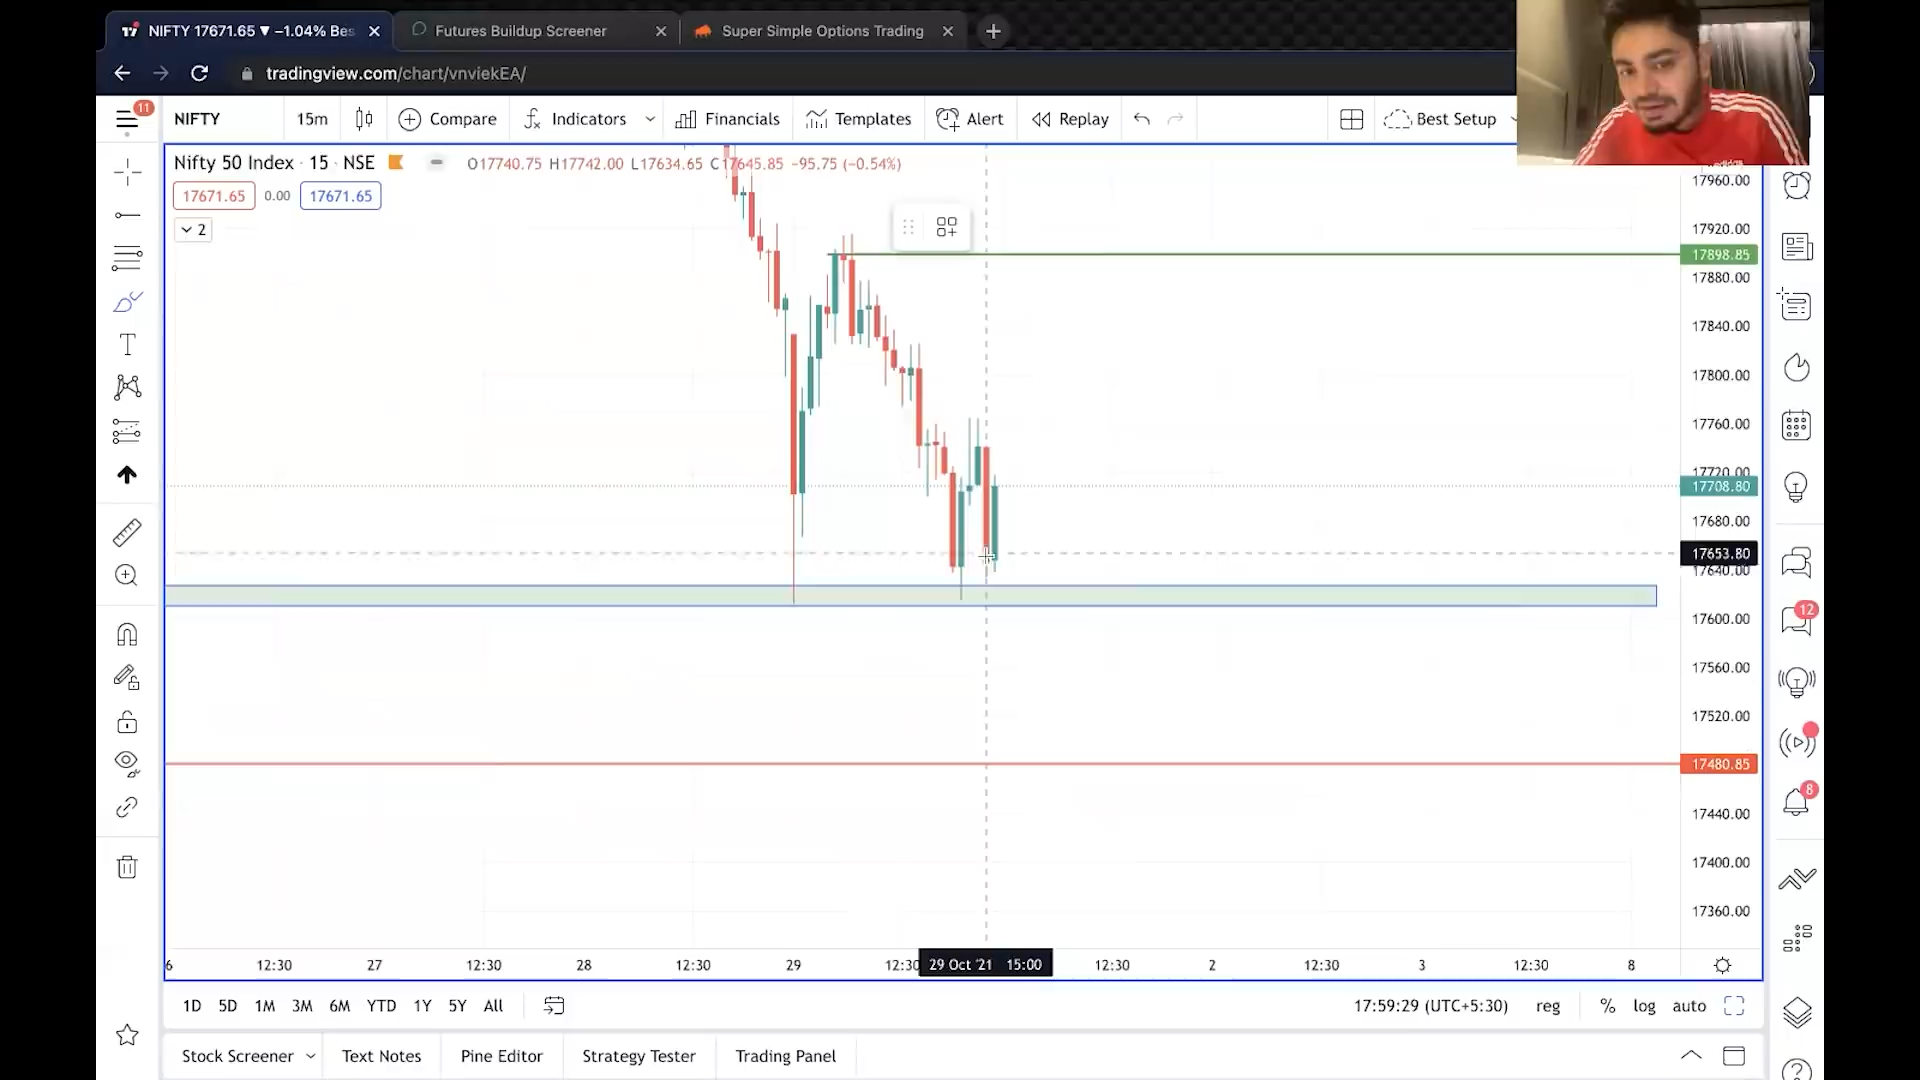 NIFTY 17671.65 ▼ −1.04% Bes
Futures Buildup Screener
Super Simple Options Trading
tradingview.com/chart/vnviekEA/
11
NIFTY
15m
Compare
Indicators
Financials
Templates
Alert
Replay
Best Setup
Nifty 50 Index · 15 · NSE
O17740.75 H17742.00 L17634.65 C17645.85 −95.75 (−0.54%)
17671.65
0.00
17671.65
2
T
17960.00
17920.00
17898.85
17880.00
17840.00
17800.00
17760.00
17720.00
17708.80
17680.00
17653.80
17640.00
17600.00
17560.00
17520.00
17480.85
17440.00
17400.00
17360.00
12
8
6
12:30
27
12:30
28
12:30
29
12:30
29 Oct '21 15:00
12:30
2
12:30
3
12:30
8
1D
5D
1M
3M
6M
YTD
1Y
5Y
All
17:59:29 (UTC+5:30)
reg
%
log
auto
Stock Screener
Text Notes
Pine Editor
Strategy Tester
Trading Panel